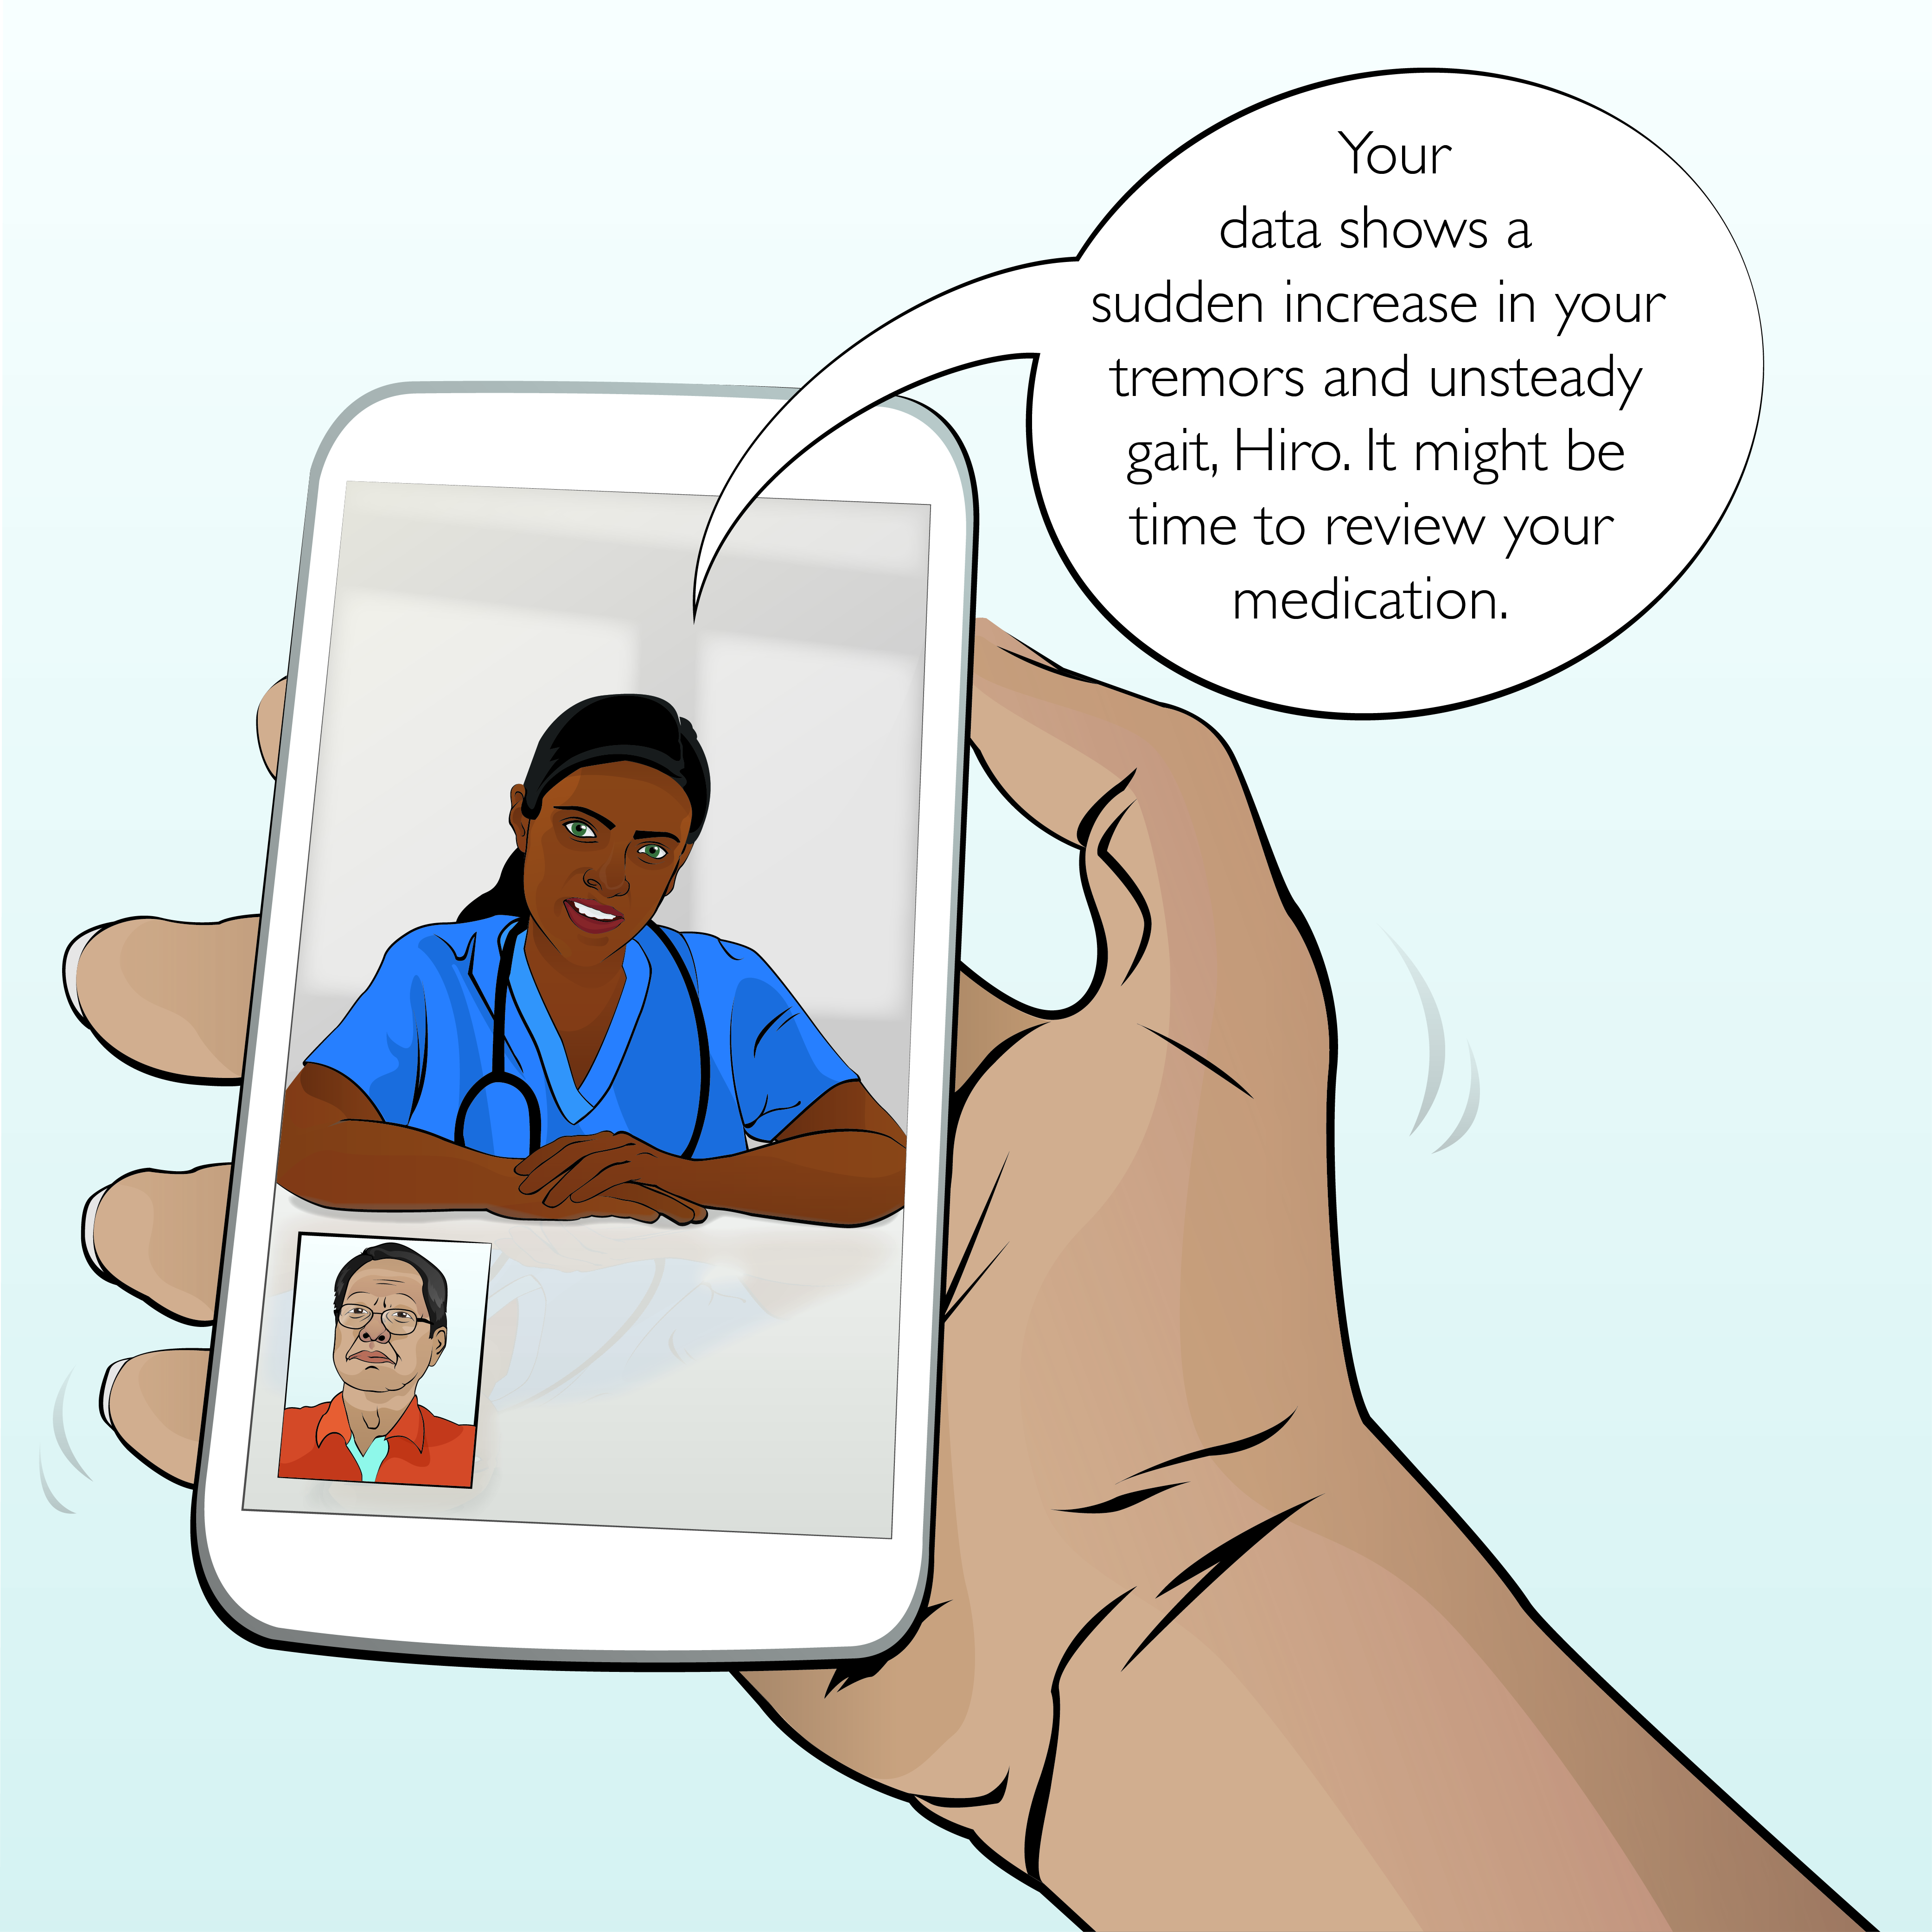 Your
data shows a
sudden increase in your
tremors and unsteady
gait, Hiro. It might be
time to review your
medication.